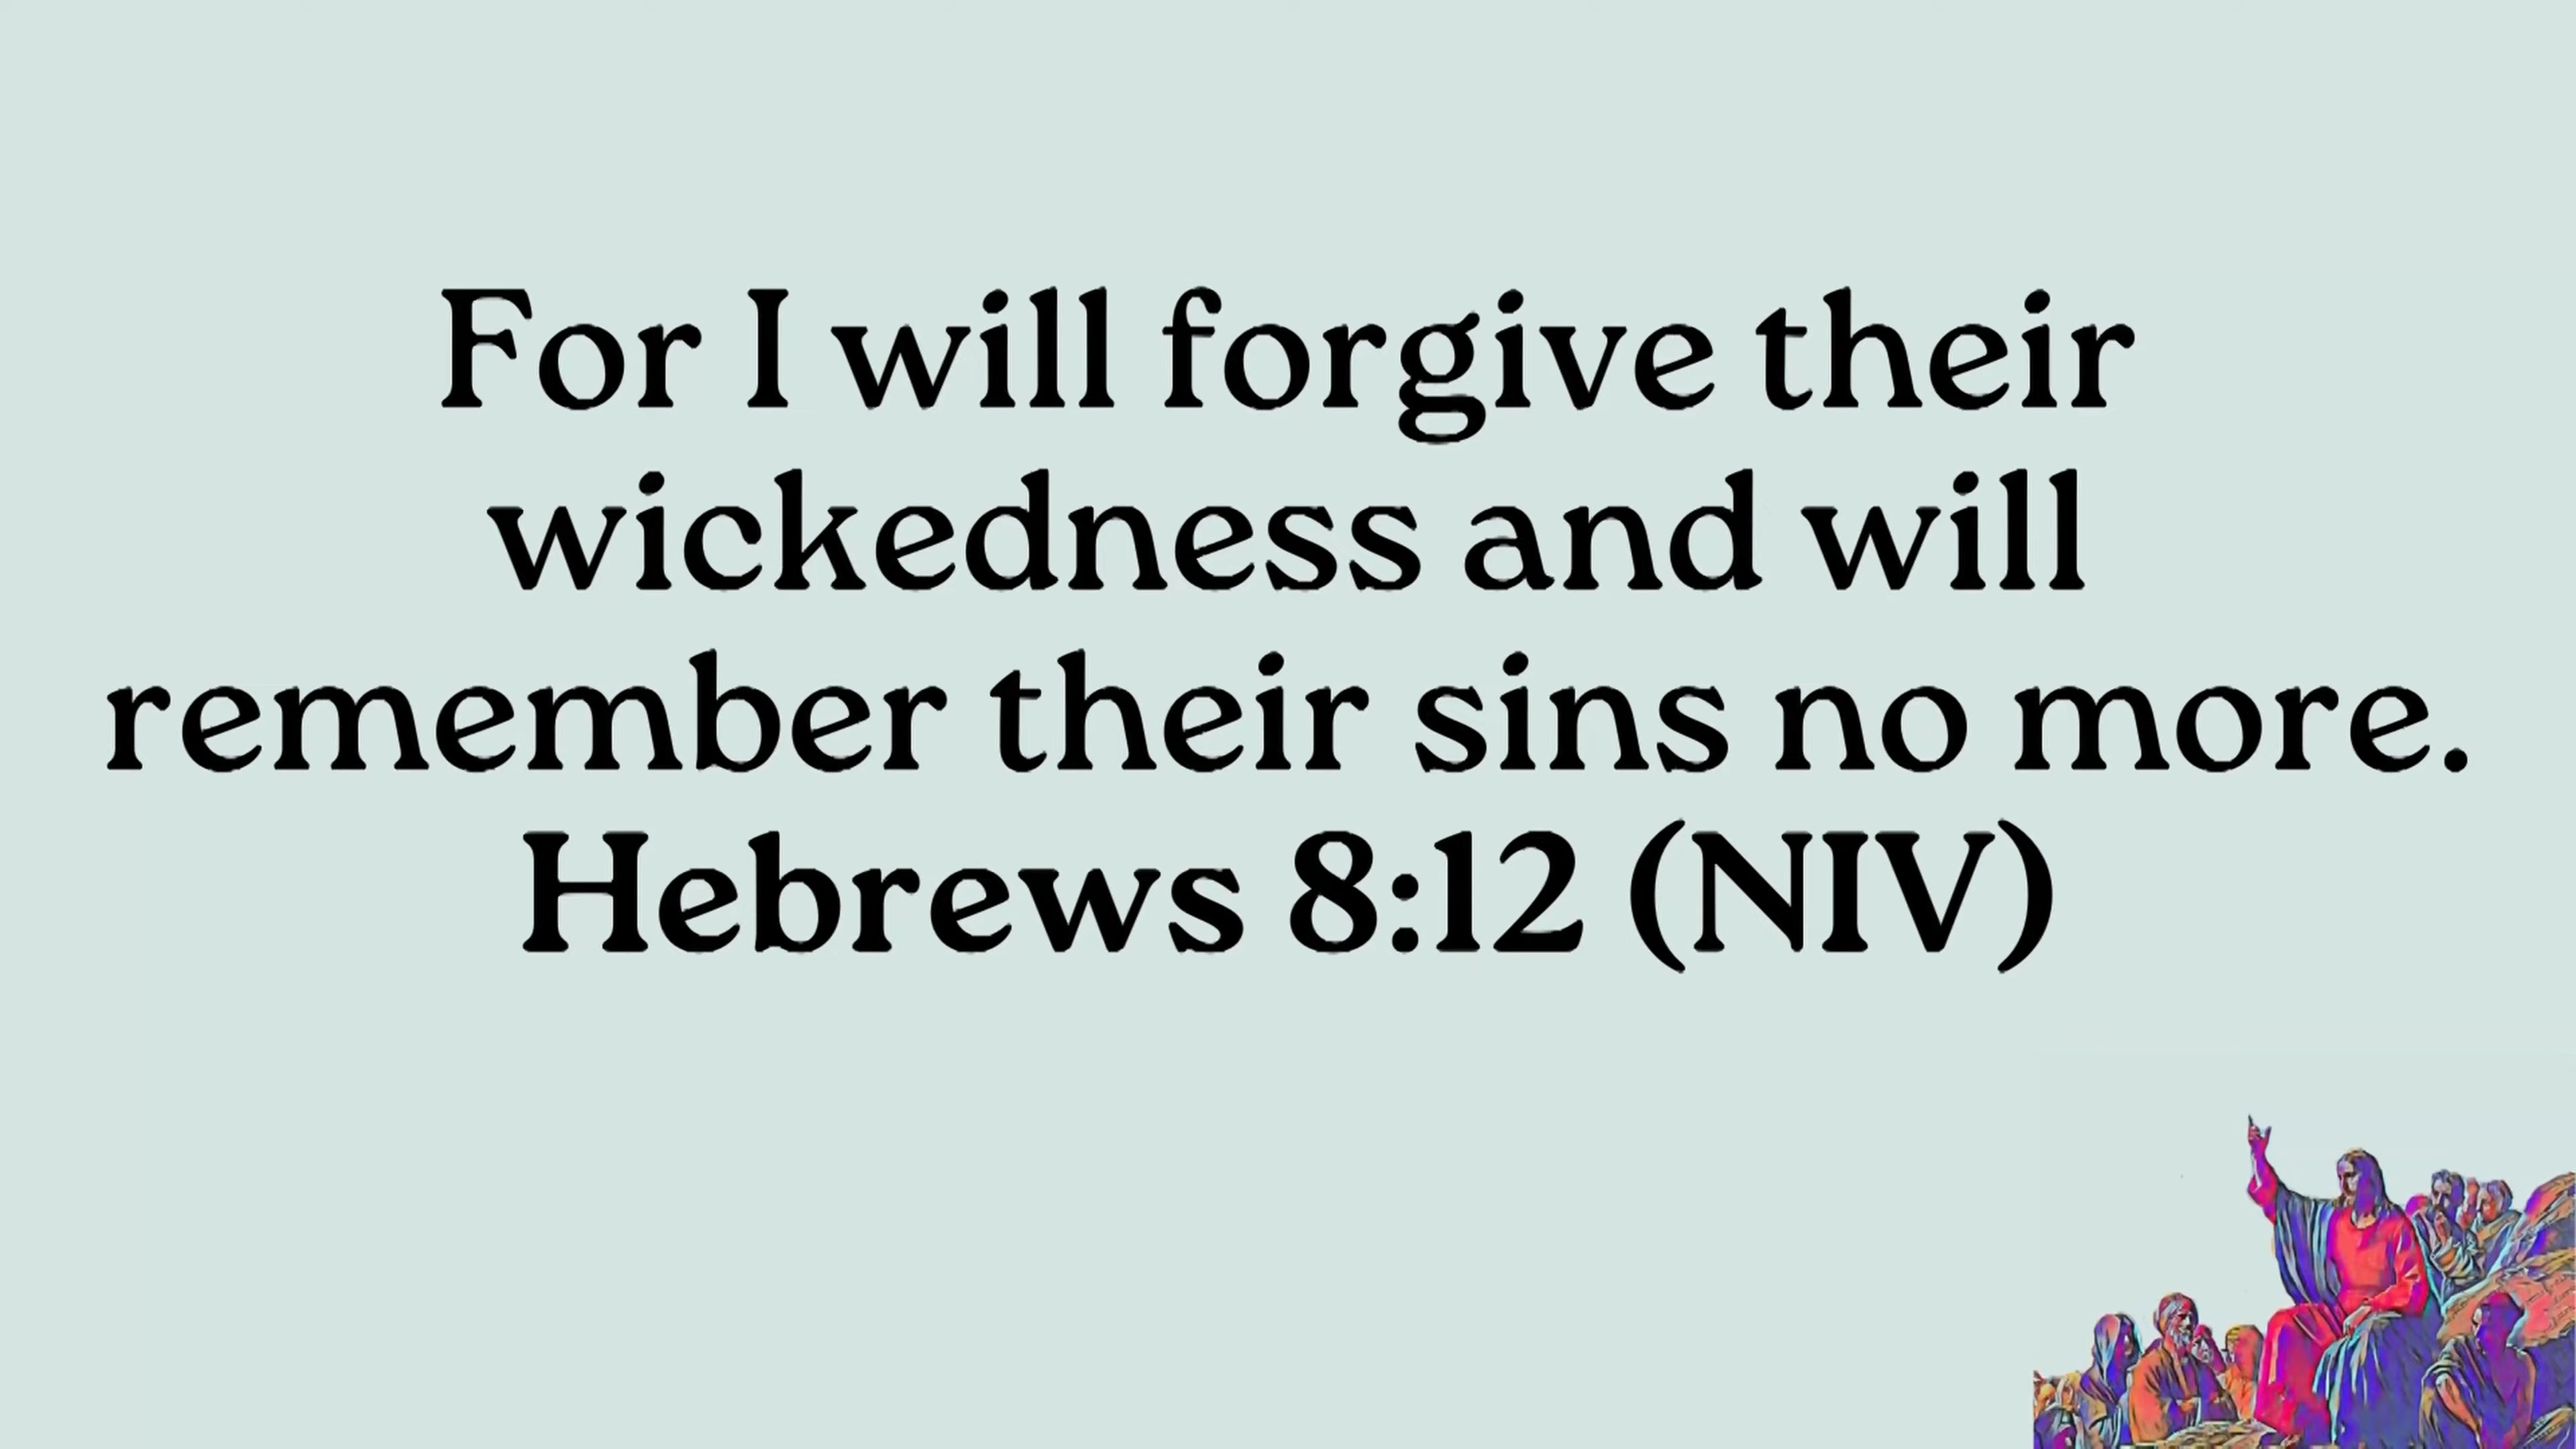 For I will forgive their
wickedness and will
remember their sins no more.
Hebrews 8:12 (NIV)